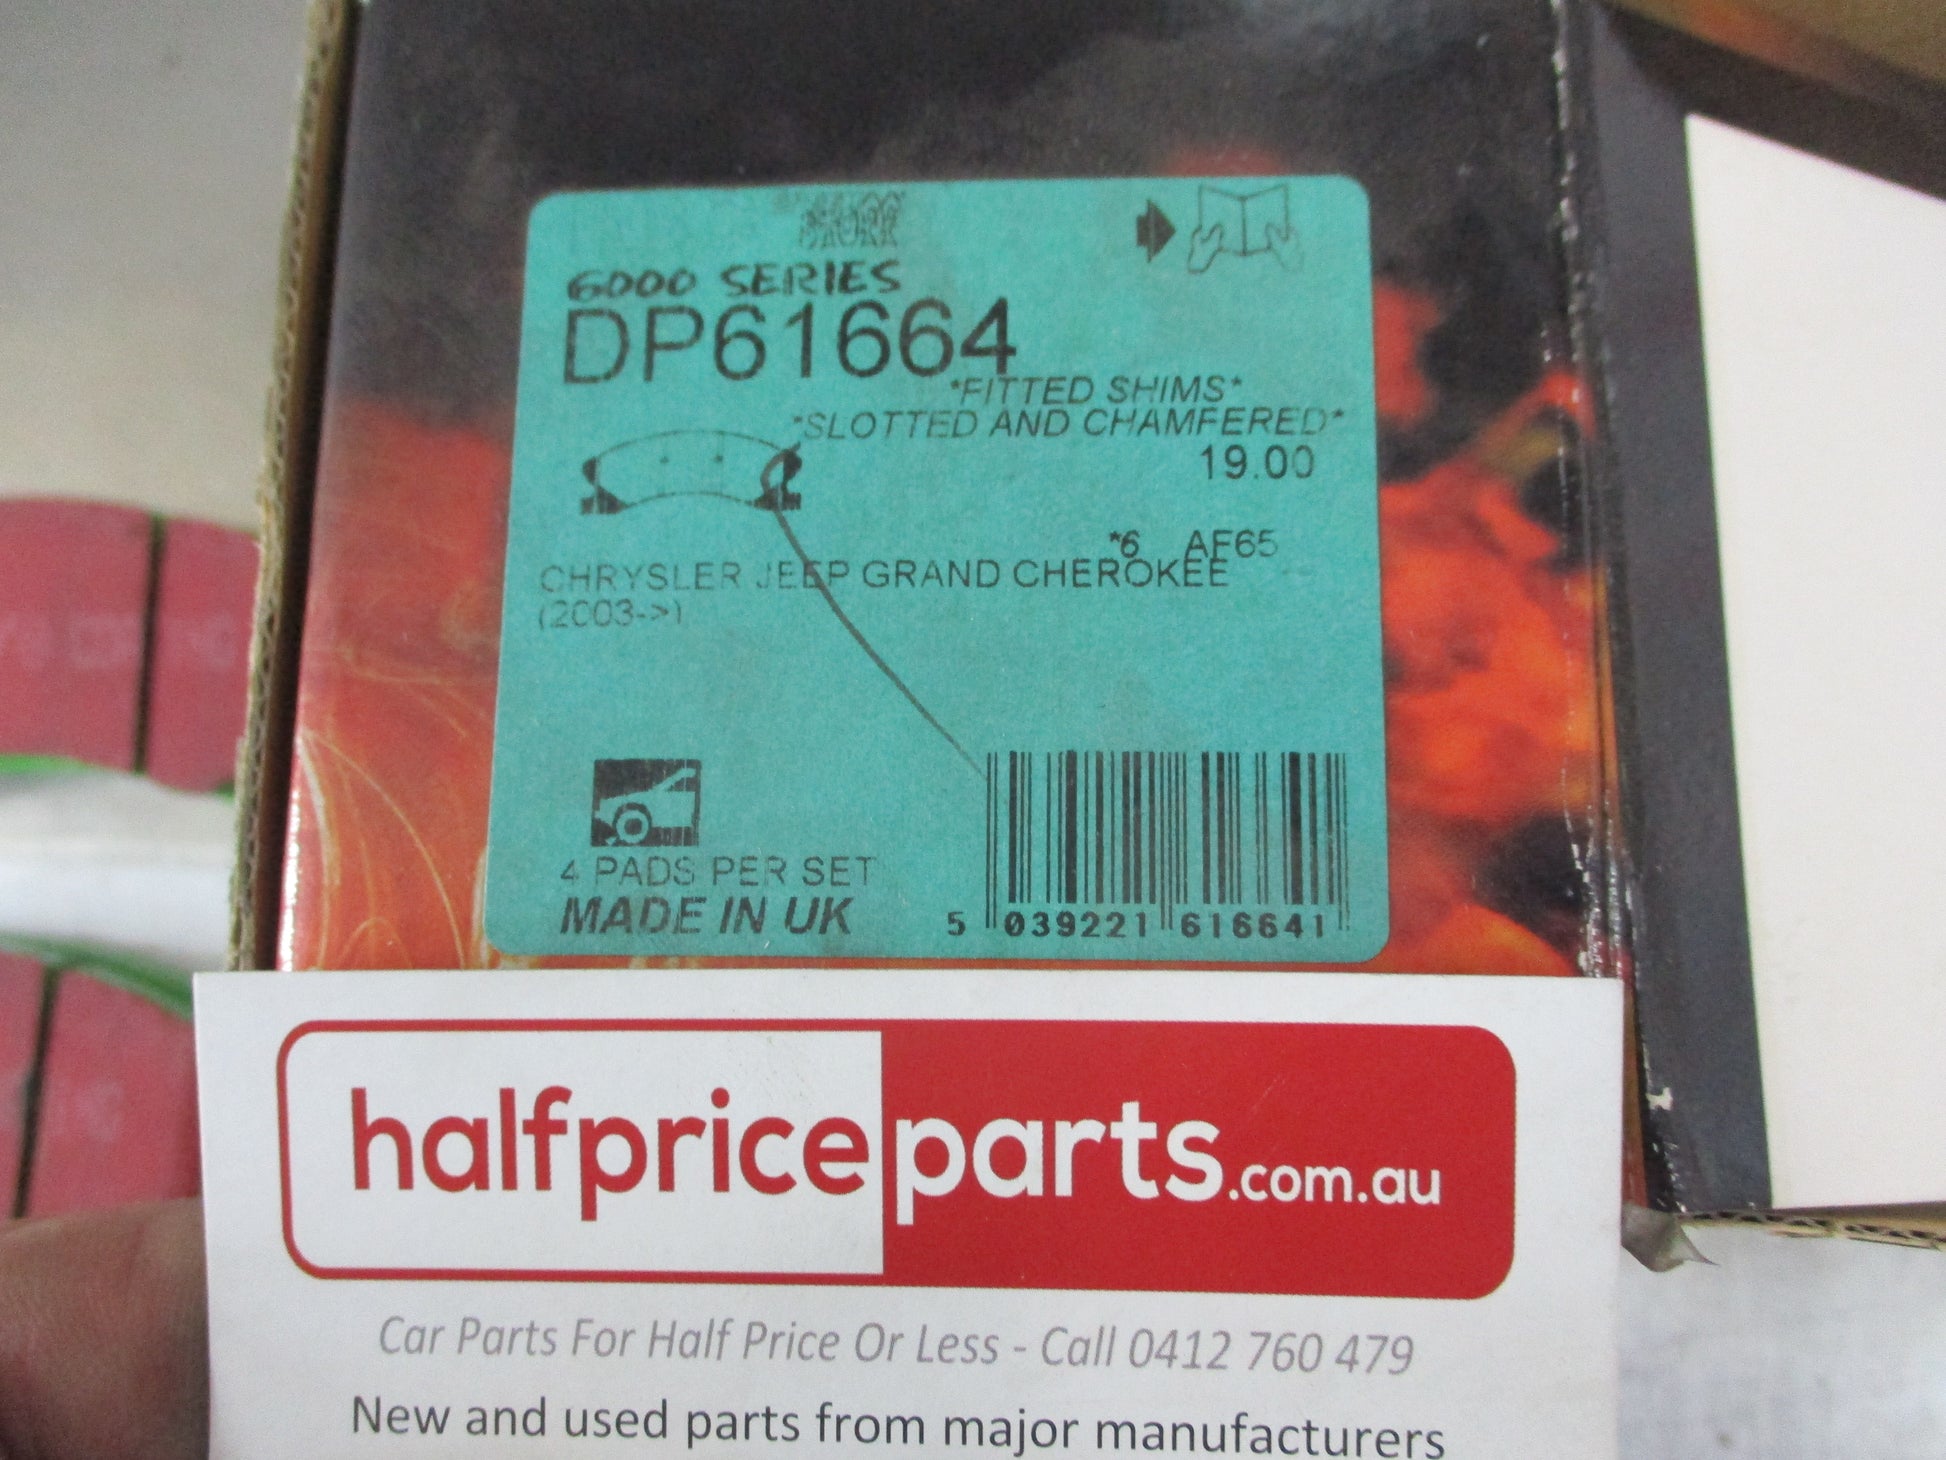 6000 SERIES
DP61664
*FITTED SHIMS*
*SLOTTED AND CHAMFERED*
19.00
*6 AF65
CHRYSLER JEEP GRAND CHEROKEE
(2003->)
4 PADS PER SET
MADE IN UK
5 039221 616641
halfpriceparts.com.au
Car Parts For Half Price Or Less - Call 0412 760 479
New and used parts from major manufacturers